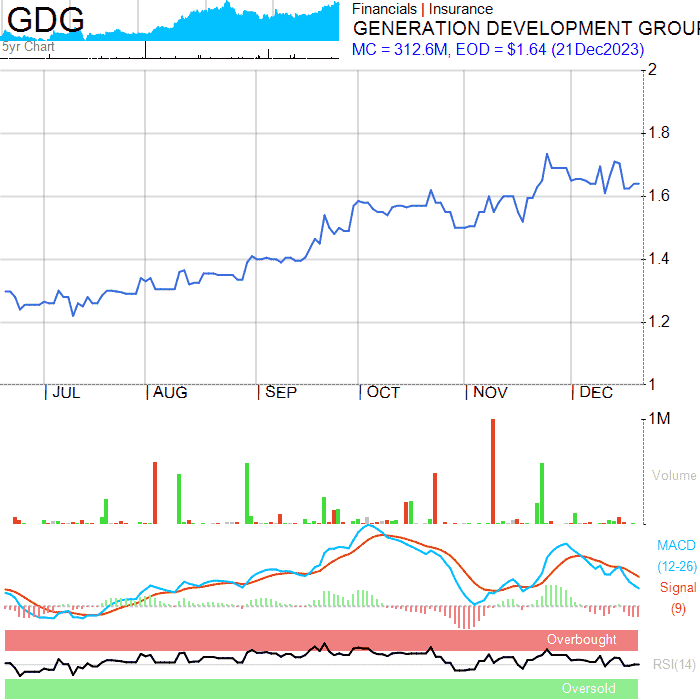 GDG
5yr Chart
Financials | Insurance
GENERATION DEVELOPMENT GROU
MC = 312.6M, EOD = $1.64 (21Dec2023)
2
1.8
1.6
1.4
1.2
1
JUL AUG SEP OCT NOV DEC
1M
Volume
MACD
(12-26)
Signal
(9)
Overbought
RSI(14)
Oversold